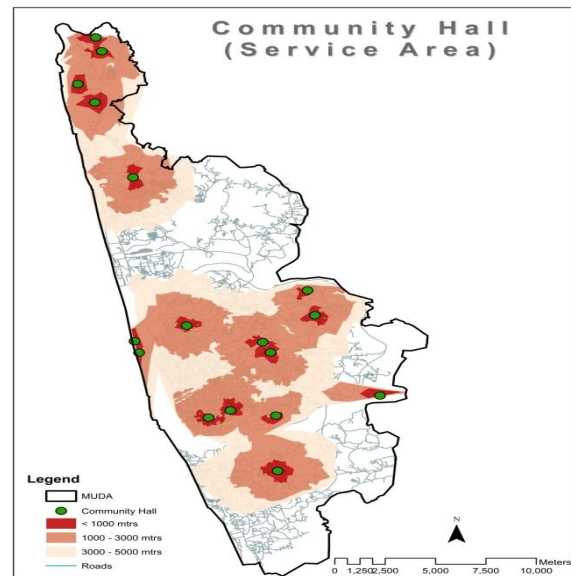 Community Hall
(Service Area)
Legend
MUDA
Community Hall
< 1000 mtrs
1000 - 3000 mtrs
3000 - 5000 mtrs
Roads
N
Meters
0 1,250 2,500 5,000 7,500 10,000